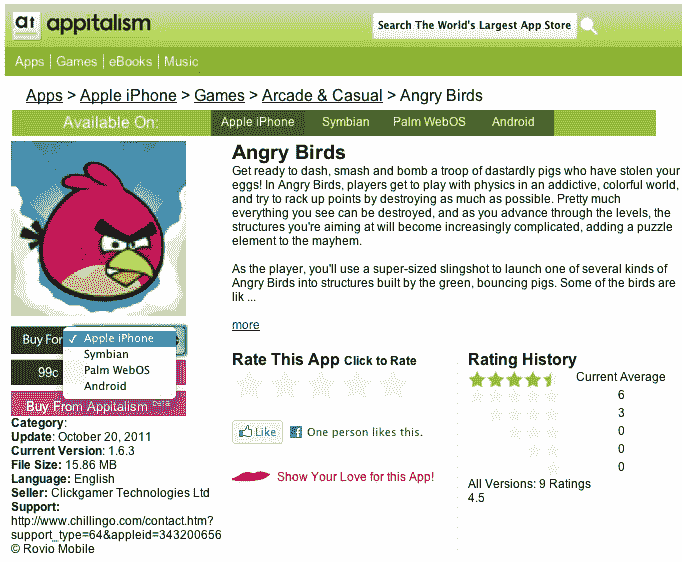 at appitalism
Search The World's Largest App Store
Apps | Games | eBooks | Music
Apps > Apple iPhone > Games > Arcade & Casual > Angry Birds
Available On:
Apple iPhone
Symbian
Palm WebOS
Android
Angry Birds
Get ready to dash, smash and bomb a troop of dastardly pigs who have stolen your
eggs! In Angry Birds, players get to play with physics in an addictive, colorful world,
and try to rack up points by destroying as much as possible. Pretty much
everything you see can be destroyed, and as you advance through the levels, the
structures you're aiming at will become increasingly complicated, adding a puzzle
element to the mayhem.
As the player, you'll use a super-sized slingshot to launch one of several kinds of
Angry Birds into structures built by the green, bouncing pigs. Some of the birds are
lik ...
more
Buy For
✓ Apple iPhone
Symbian
Palm WebOS
Android
99c
Buy From Appitalism
Category:
Update: October 20, 2011
Current Version: 1.6.3
File Size: 15.86 MB
Language: English
Seller: Clickgamer Technologies Ltd
Support:
http://www.chillingo.com/contact.htm?
support_type=64&appleid=343200656
© Rovio Mobile
Rate This App Click to Rate
Like
One person likes this.
Show Your Love for this App!
Rating History
Current Average
6
3
0
0
0
All Versions: 9 Ratings
4.5